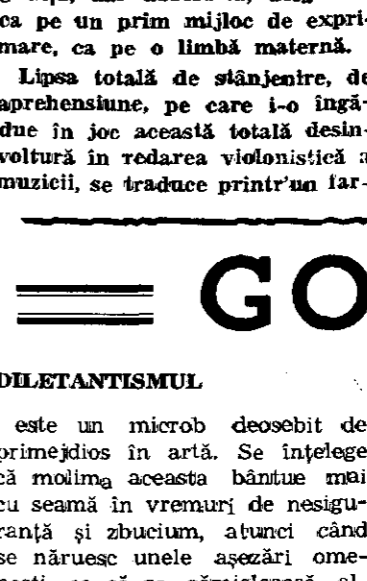 ca pe un prim mijloc de expri-
mare, ca pe o limbă maternă.
Lipsa totală de stânjenire, de
aprehensiune, pe care i-o îngă-
due în joc această totală desin-
voltură în redarea violonistică a
muzicii, se traduce printr'un far-
GO
DILETANTISMUL
este un microb deosebit de
primejdios în artă. Se înțelege
că molima aceasta bântue mai
cu seamă în vremuri de nesigu-
ranță și zbucium, atunci când
se năruesc unele așezări ome-